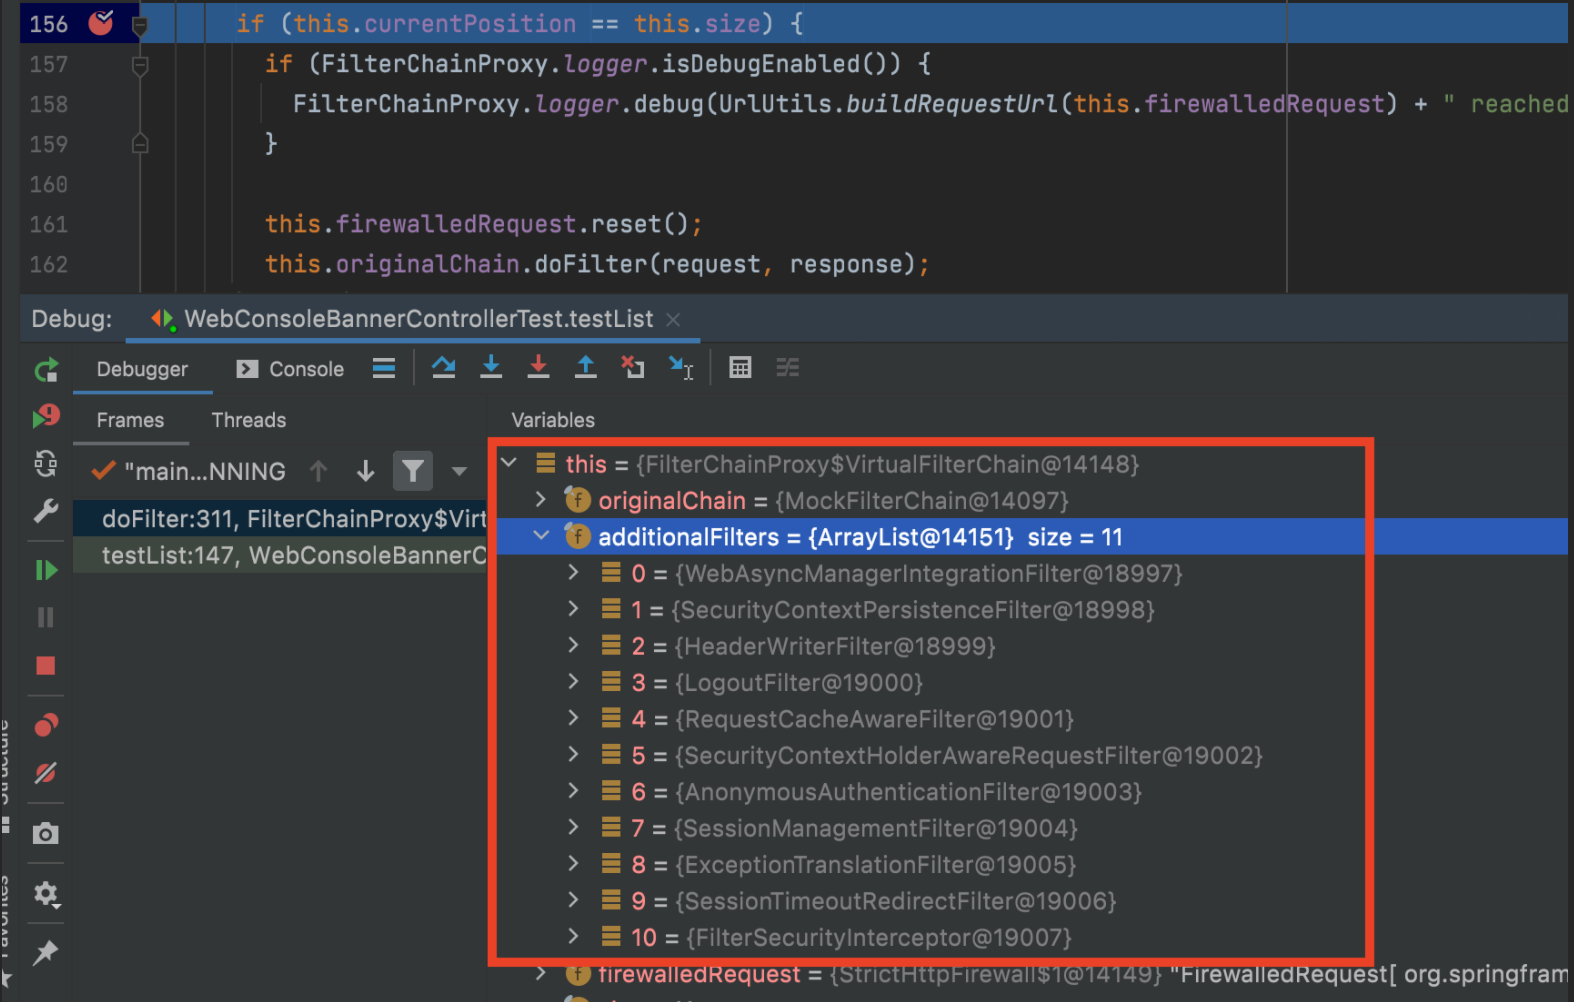 156 if (this.currentPosition == this.size) {
157 if (FilterChainProxy.logger.isDebugEnabled()) {
158 FilterChainProxy.logger.debug(UrlUtils.buildRequestUrl(this.firewalledRequest) + " reached
159 }
160
161 this.firewalledRequest.reset();
162 this.originalChain.doFilter(request, response);
Debug: WebConsoleBannerControllerTest.testList
Debugger Console
Frames Threads Variables
"main...NNING
doFilter:311, FilterChainProxy$Virt
testList:147, WebConsoleBannerC
this = {FilterChainProxy$VirtualFilterChain@14148}
originalChain = {MockFilterChain@14097}
additionalFilters = {ArrayList@14151} size = 11
0 = {WebAsyncManagerIntegrationFilter@18997}
1 = {SecurityContextPersistenceFilter@18998}
2 = {HeaderWriterFilter@18999}
3 = {LogoutFilter@19000}
4 = {RequestCacheAwareFilter@19001}
5 = {SecurityContextHolderAwareRequestFilter@19002}
6 = {AnonymousAuthenticationFilter@19003}
7 = {SessionManagementFilter@19004}
8 = {ExceptionTranslationFilter@19005}
9 = {SessionTimeoutRedirectFilter@19006}
10 = {FilterSecurityInterceptor@19007}
firewalledRequest = {StrictHttpFirewall$1@14149} "FirewalledRequest[ org.springfram